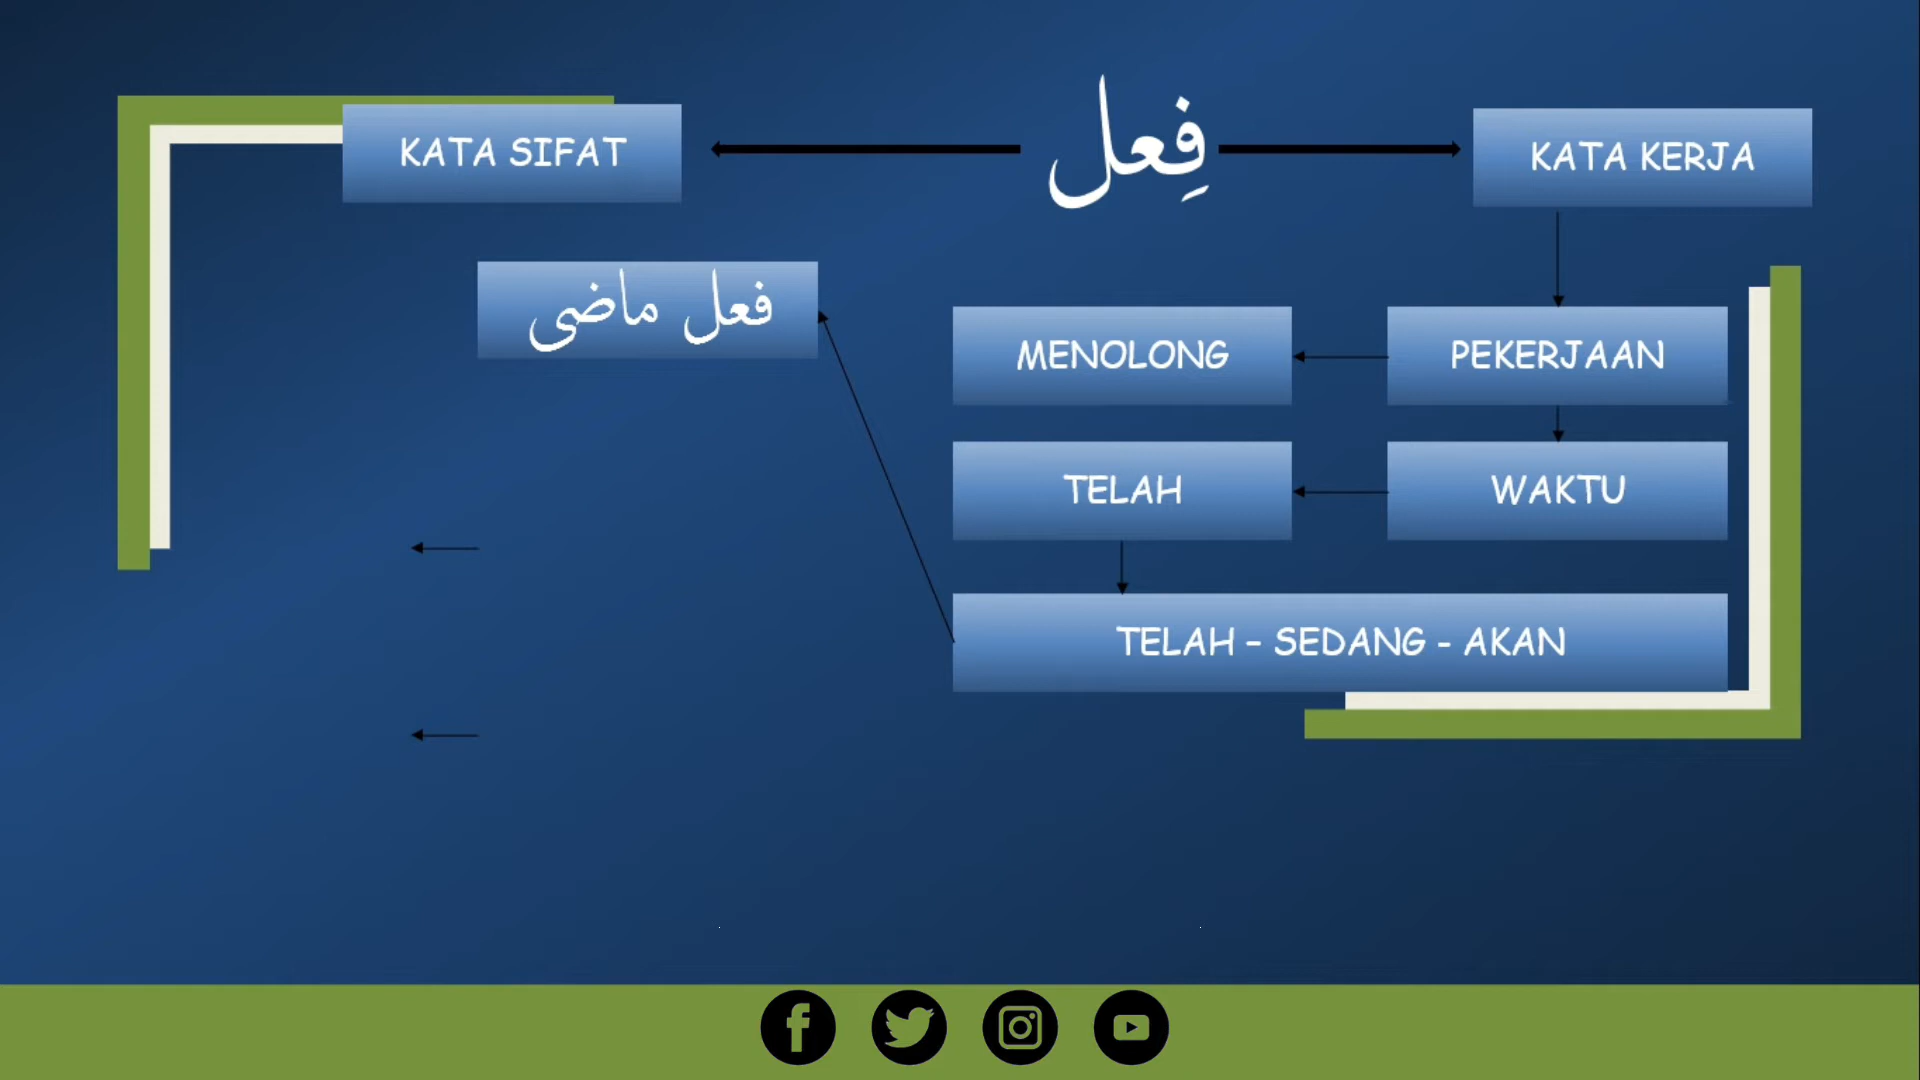 KATA SIFAT
فِعل
KATA KERJA
فعل ماضى
MENOLONG
PEKERJAAN
TELAH
WAKTU
TELAH – SEDANG - AKAN